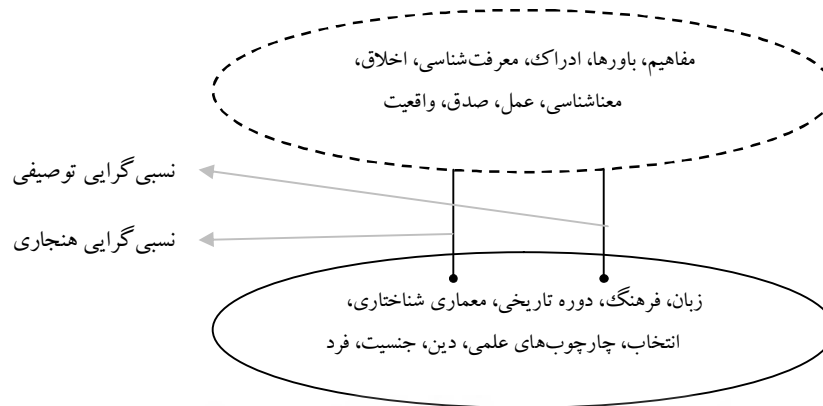 مفاهیم، باورها، ادراک، معرفت‌شناسی، اخلاق،
معناشناسی، عمل، صدق، واقعیت
نسبی‌گرایی توصیفی
نسبی‌گرایی هنجاری
زبان، فرهنگ، دوره تاریخی، معماری شناختاری،
انتخاب، چارچوب‌های علمی، دین، جنسیت، فرد